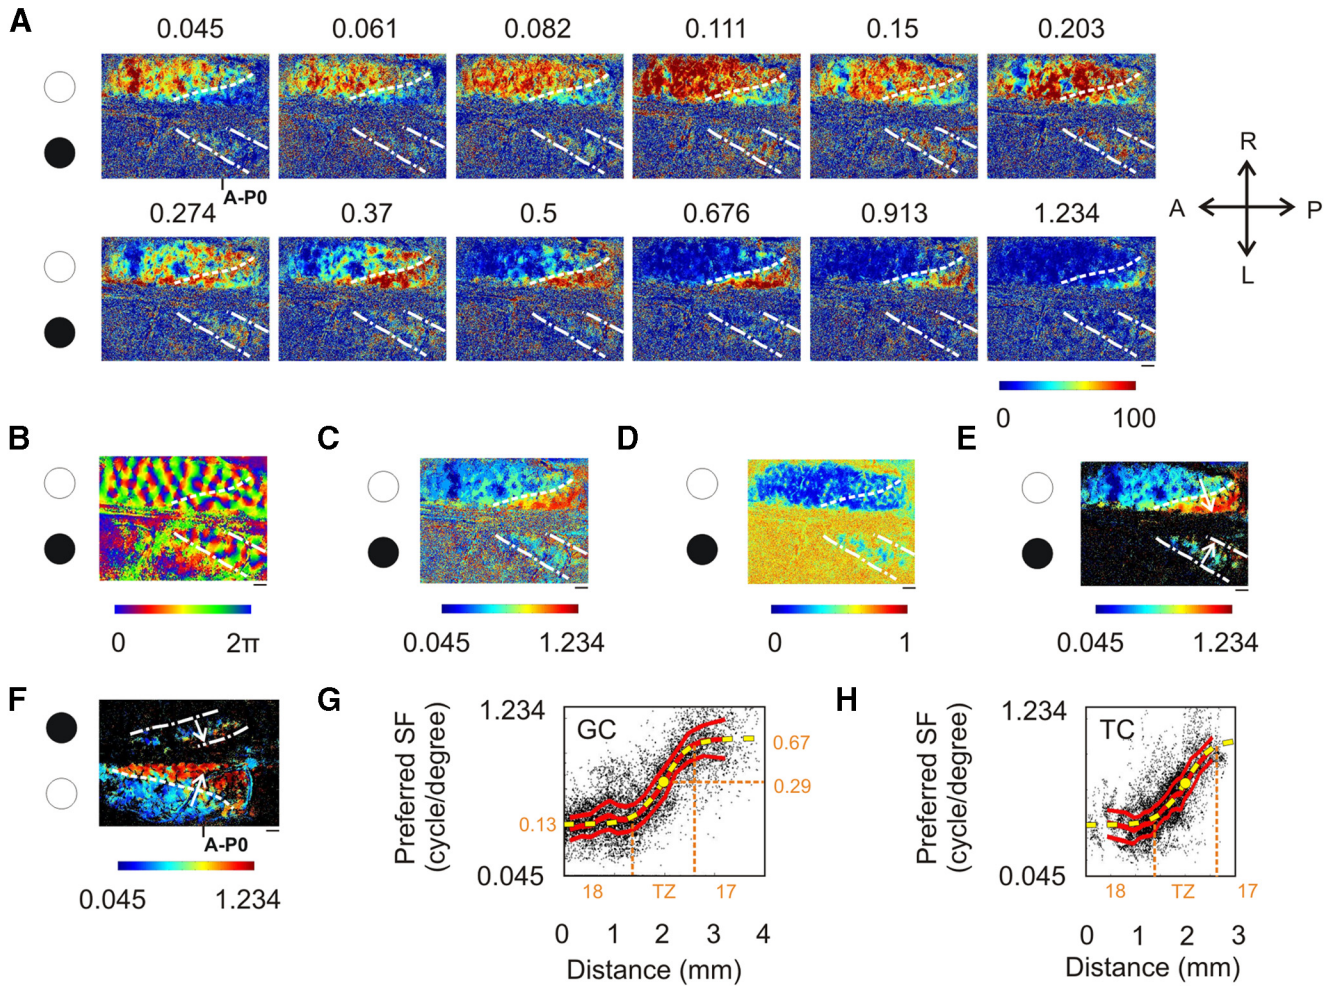 A
0.045 0.061 0.082 0.111 0.15 0.203
A-P0
0.274 0.37 0.5 0.676 0.913 1.234
R
A P
L
0 100
B C D E
0 2π
0.045 1.234
0 1
0.045 1.234
F
A-P0
0.045 1.234
G
Preferred SF
(cycle/degree)
1.234
GC
0.67
0.29
0.13
0.045
18 TZ 17
0 1 2 3 4
Distance (mm)
H
Preferred SF
(cycle/degree)
1.234
TC
0.045
18 TZ 17
0 1 2 3
Distance (mm)